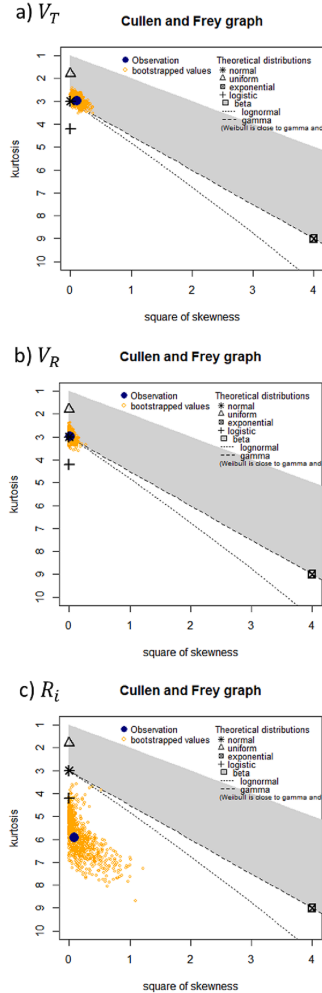 a) V_T
Cullen and Frey graph
Observation
bootstrapped values
Theoretical distributions
normal
uniform
exponential
logistic
beta
lognormal
gamma
(Weibull is close to gamma and
kurtosis
1
2
3
4
5
6
7
8
9
10
0 1 2 3 4
square of skewness
b) V_R
Cullen and Frey graph
Observation
bootstrapped values
Theoretical distributions
normal
uniform
exponential
logistic
beta
lognormal
gamma
(Weibull is close to gamma and
kurtosis
1
2
3
4
5
6
7
8
9
10
0 1 2 3 4
square of skewness
c) R_i
Cullen and Frey graph
Observation
bootstrapped values
Theoretical distributions
normal
uniform
exponential
logistic
beta
lognormal
gamma
(Weibull is close to gamma and
kurtosis
1
2
3
4
5
6
7
8
9
10
0 1 2 3 4
square of skewness